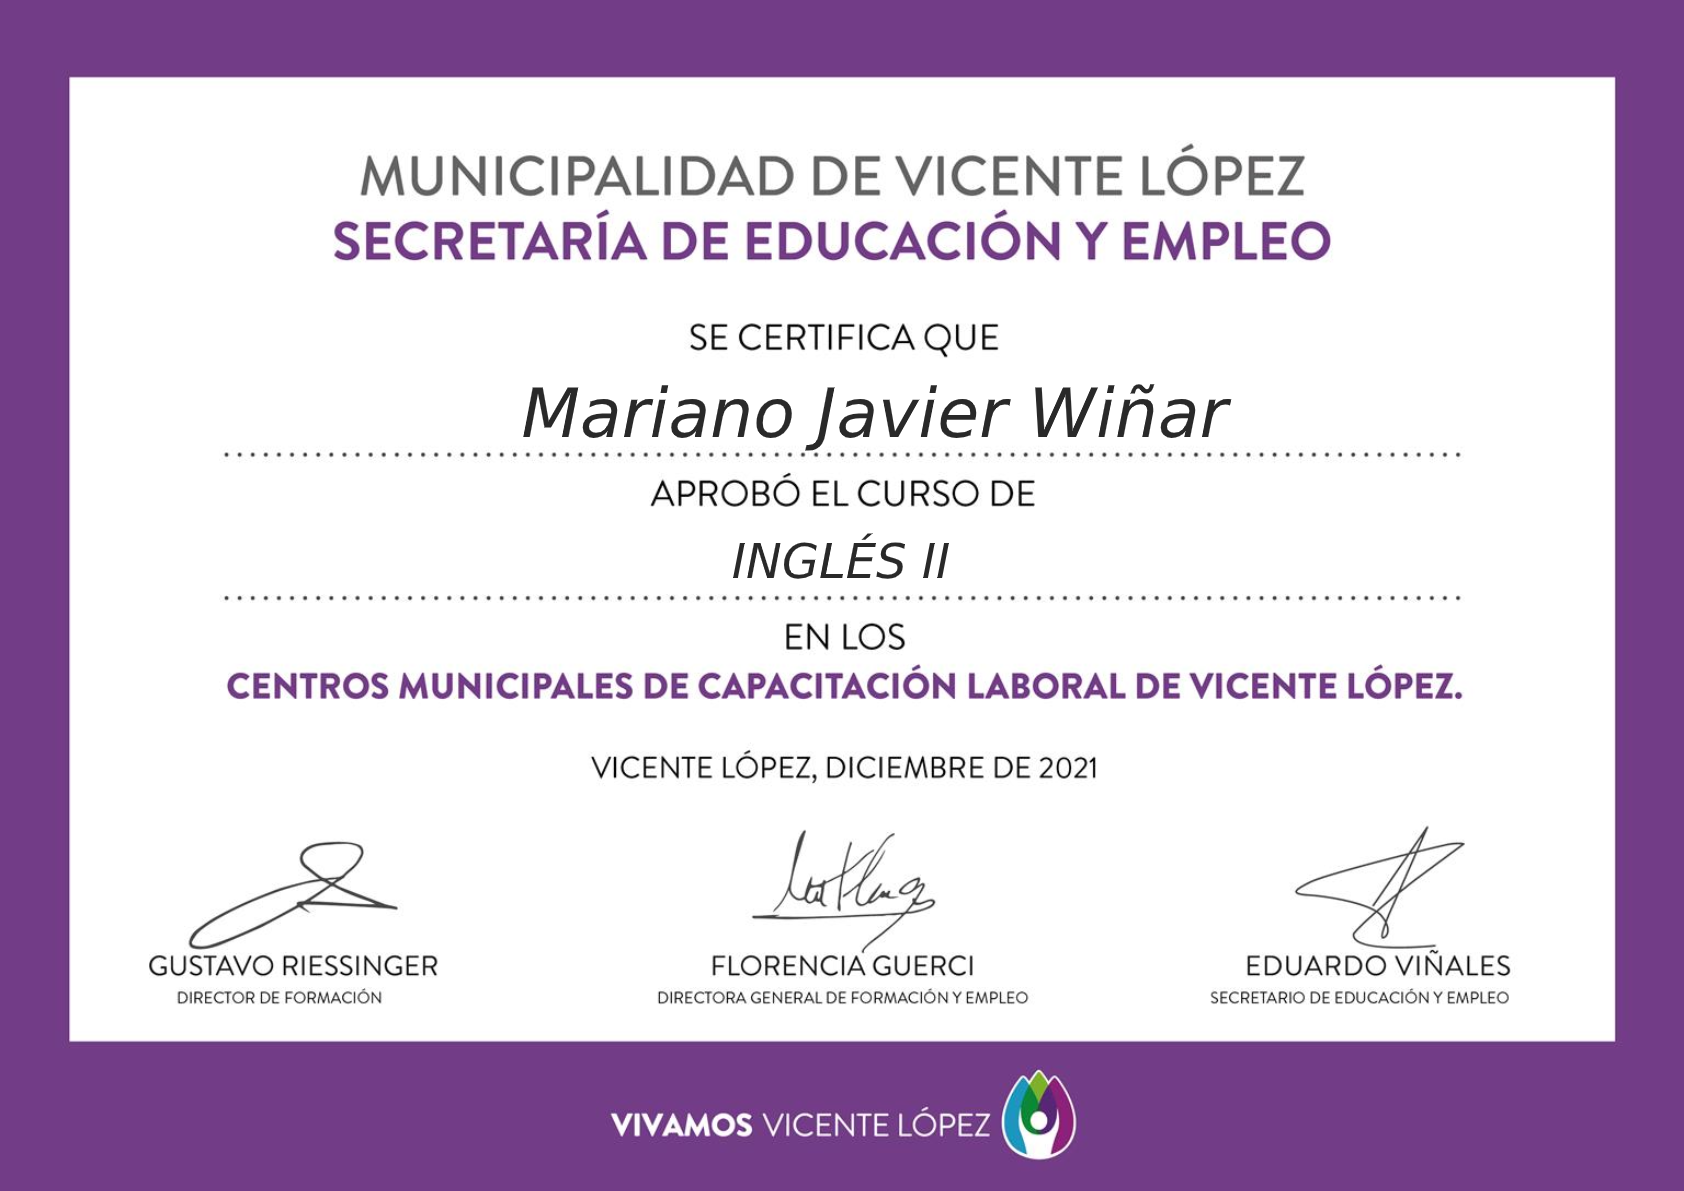 MUNICIPALIDAD DE VICENTE LÓPEZ
SECRETARÍA DE EDUCACIÓN Y EMPLEO
SE CERTIFICA QUE
Mariano Javier Wiñar
APROBÓ EL CURSO DE
INGLÉS II
EN LOS
CENTROS MUNICIPALES DE CAPACITACIÓN LABORAL DE VICENTE LÓPEZ.
VICENTE LÓPEZ, DICIEMBRE DE 2021
GUSTAVO RIESSINGER
DIRECTOR DE FORMACIÓN
FLORENCIA GUERCI
DIRECTORA GENERAL DE FORMACIÓN Y EMPLEO
EDUARDO VIÑALES
SECRETARIO DE EDUCACIÓN Y EMPLEO
VIVAMOS VICENTE LÓPEZ